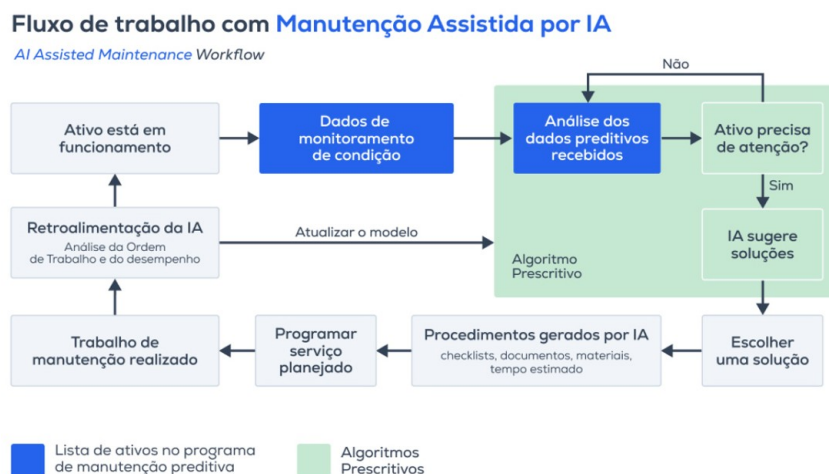 Fluxo de trabalho com Manutenção Assistida por IA
AI Assisted Maintenance Workflow
Não
Ativo está em
funcionamento
Dados de
monitoramento
de condição
Análise dos
dados preditivos
recebidos
Ativo precisa
de atenção?
Sim
Retroalimentação da IA
Análise da Ordem
de Trabalho e do desempenho
Atualizar o modelo
Algoritmo
Prescritivo
IA sugere
soluções
Trabalho de
manutenção realizado
Programar
serviço
planejado
Procedimentos gerados por IA
checklists, documentos, materiais,
tempo estimado
Escolher
uma solução
Lista de ativos no programa
de manutenção preditiva
Algoritmos
Prescritivos